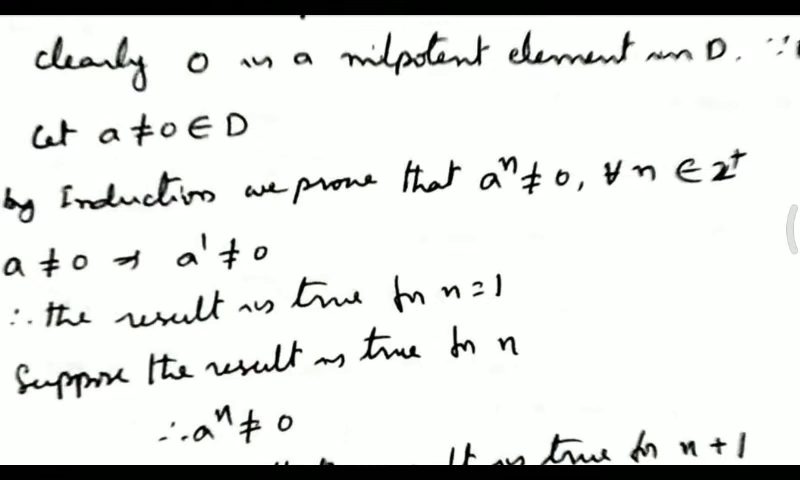 clearly 0 is a nilpotent element in D. ∵
Let a ≠ 0 ∈ D
by Induction we prove that aⁿ ≠ 0, ∀ n ∈ Z⁺
a ≠ 0 ⇒ a¹ ≠ 0
∴ the result is true for n = 1
Suppose the result is true for n
∴ aⁿ ≠ 0
is true for n + 1